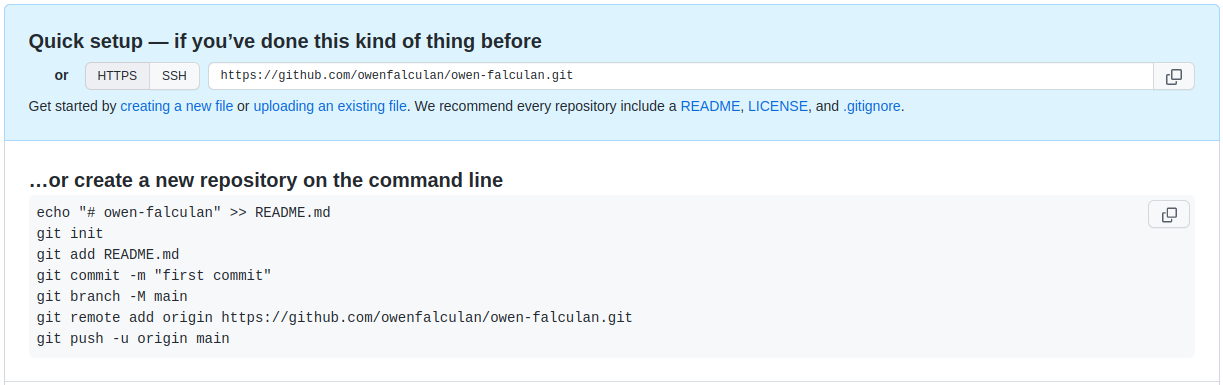 Quick setup — if you’ve done this kind of thing before
or HTTPS SSH https://github.com/owenfalculan/owen-falculan.git
Get started by creating a new file or uploading an existing file. We recommend every repository include a README, LICENSE, and .gitignore.
…or create a new repository on the command line
echo "# owen-falculan" >> README.md
git init
git add README.md
git commit -m "first commit"
git branch -M main
git remote add origin https://github.com/owenfalculan/owen-falculan.git
git push -u origin main